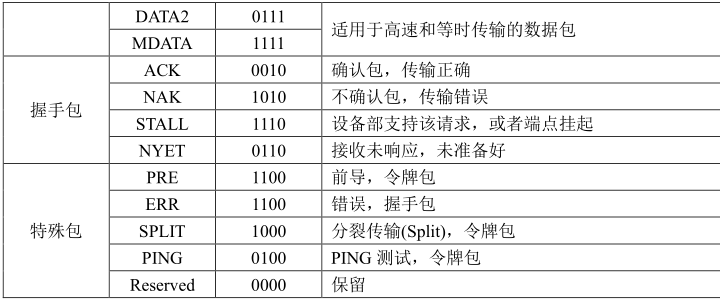 DATA2 0111 适用于高速和等时传输的数据包
MDATA 1111
握手包 ACK 0010 确认包，传输正确
NAK 1010 不确认包，传输错误
STALL 1110 设备部支持该请求，或者端点挂起
NYET 0110 接收未响应，未准备好
特殊包 PRE 1100 前导，令牌包
ERR 1100 错误，握手包
SPLIT 1000 分裂传输(Split)，令牌包
PING 0100 PING 测试，令牌包
Reserved 0000 保留